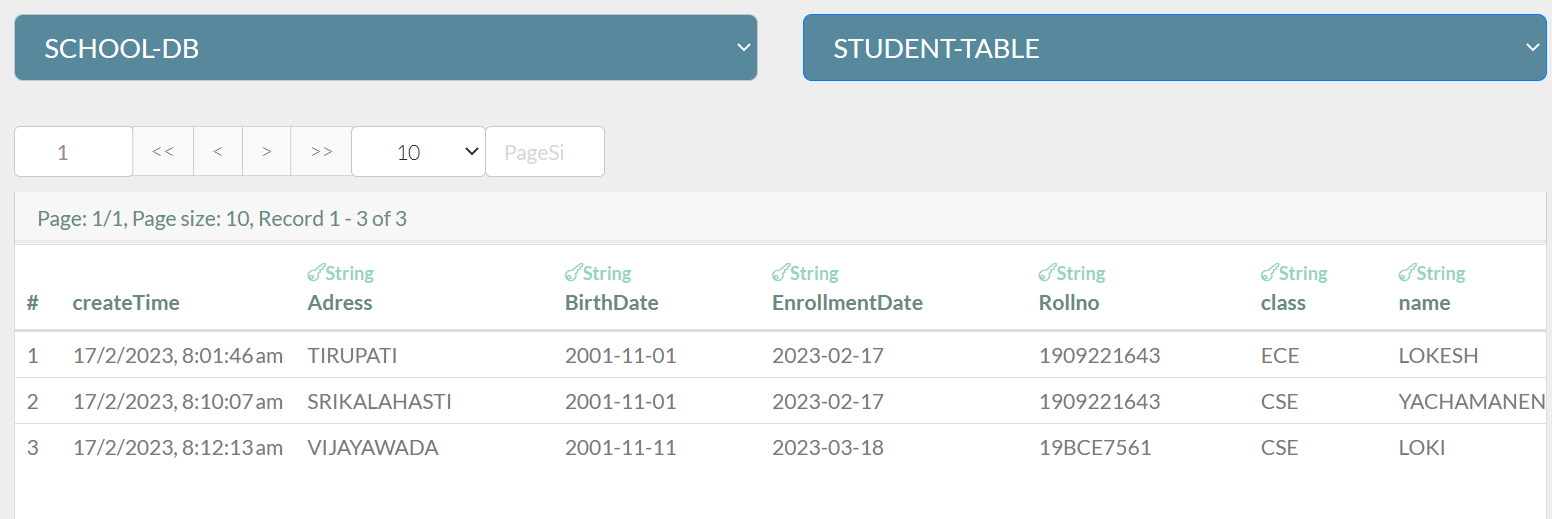 SCHOOL-DB STUDENT-TABLE
1 << < > >> 10 PageSi
Page: 1/1, Page size: 10, Record 1 - 3 of 3
String String String String String String
# createTime Adress BirthDate EnrollmentDate Rollno class name
1 17/2/2023, 8:01:46 am TIRUPATI 2001-11-01 2023-02-17 1909221643 ECE LOKESH
2 17/2/2023, 8:10:07 am SRIKALAHASTI 2001-11-01 2023-02-17 1909221643 CSE YACHAMANEN
3 17/2/2023, 8:12:13 am VIJAYAWADA 2001-11-11 2023-03-18 19BCE7561 CSE LOKI